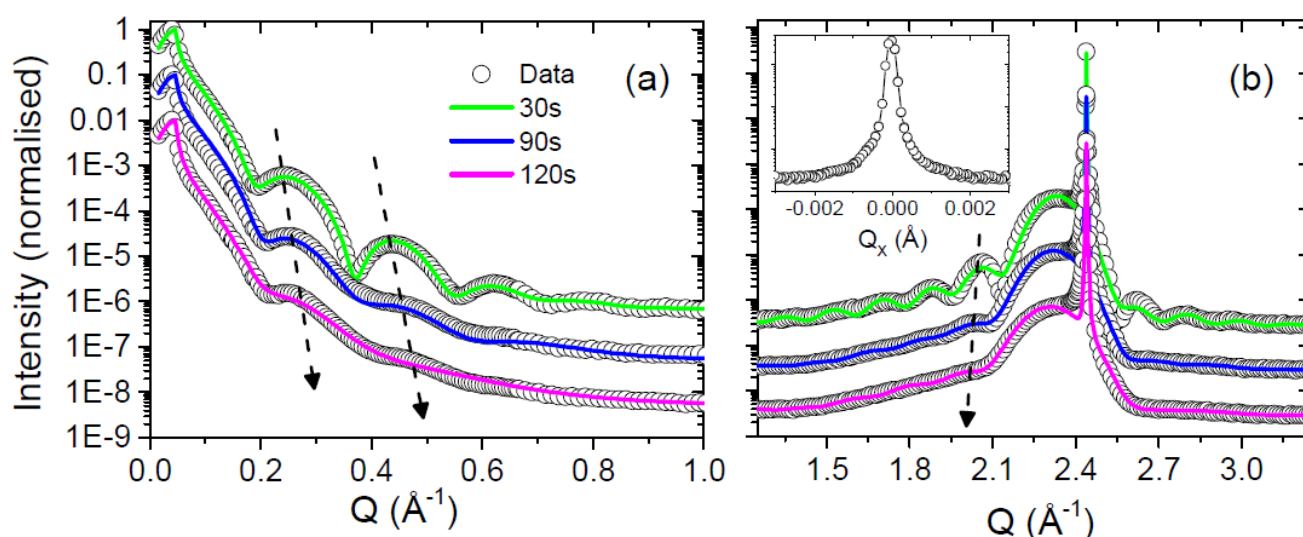 Intensity (normalised)
1
0.1
0.01
1E-3
1E-4
1E-5
1E-6
1E-7
1E-8
1E-9
(a)
Data
30s
90s
120s
0.0 0.2 0.4 0.6 0.8 1.0
Q (Å⁻¹)
(b)
-0.002 0.000 0.002
Qₓ (Å)
1.5 1.8 2.1 2.4 2.7 3.0
Q (Å⁻¹)